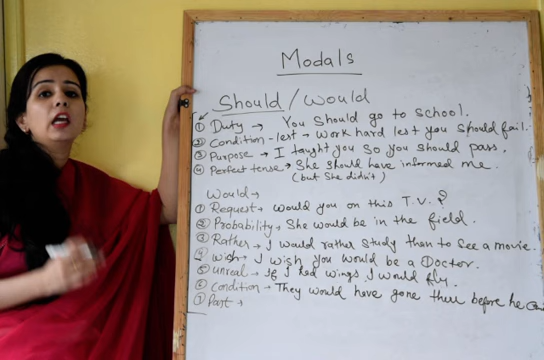 Modals
Should / Would
① Duty → You should go to school.
② Condition - lest → Work hard lest you should fail.
③ Purpose → I taught you so you should pass.
④ Perfect tense → She should have informed me.
(but She didn't)
Would →
① Request → Would you on this T.V. ?
② Probability → She would be in the field.
③ Rather → I would rather study than to see a movie.
④ Wish → I wish you would be a Doctor.
⑤ unreal → If I had wings I would fly.
⑥ Condition → They would have gone there before he
⑦ Past →